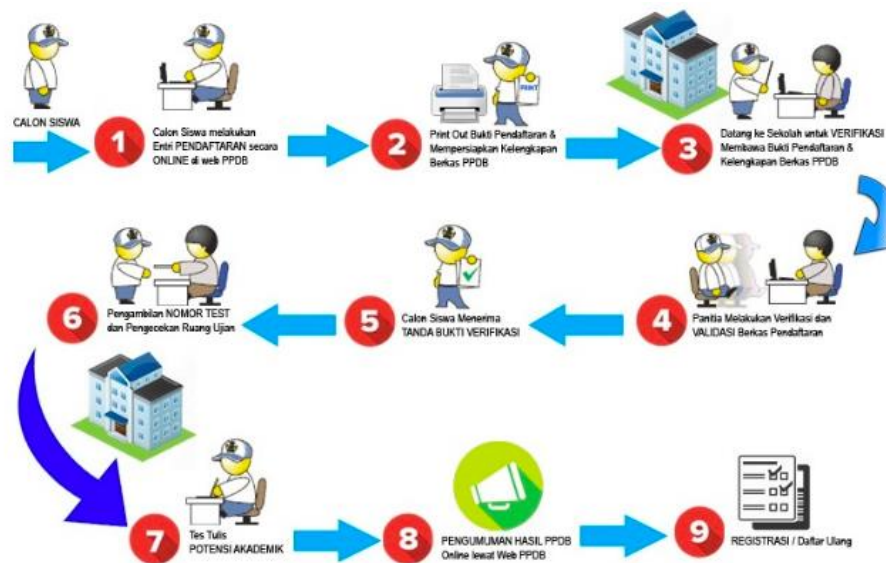 CALON SISWA
1
Calon Siswa melakukan
Entri PENDAFTARAN secara
ONLINE di web PPDB
PRINT
2
Print Out Bukti Pendaftaran &
Mempersiapkan Kelengkapan
Berkas PPDB
3
Datang ke Sekolah untuk VERIFIKASI
Membawa Bukti Pendaftaran &
Kelengkapan Berkas PPDB
4
Panitia Melakukan Verifikasi dan
VALIDASI Berkas Pendaftaran
5
Calon Siswa Menerima
TANDA BUKTI VERIFIKASI
6
Pengambilan NOMOR TEST
dan Pengecekan Ruang Ujian
7
Tes Tulis
POTENSI AKADEMIK
8
PENGUMUMAN HASIL PPDB
Online lewat Web PPDB
9
REGISTRASI / Daftar Ulang